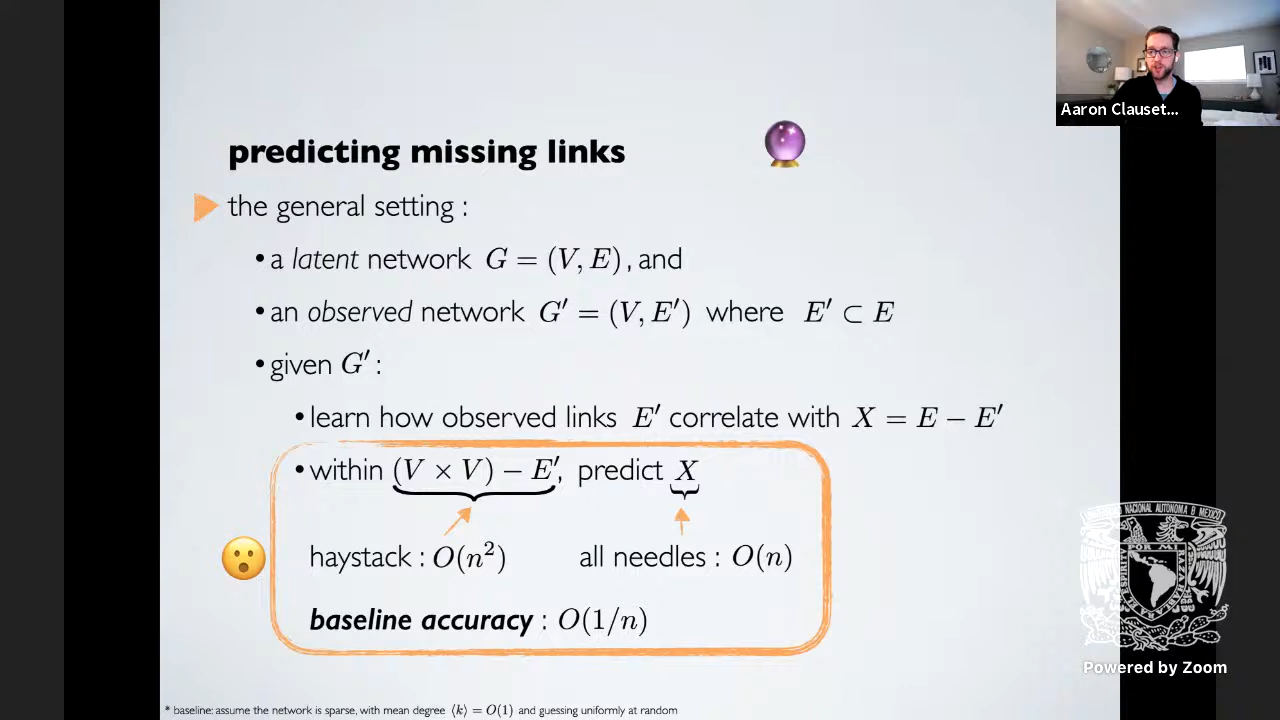 Aaron Clauset...
predicting missing links
the general setting :
• a latent network G = (V, E), and
• an observed network G′ = (V, E′) where E′ ⊂ E
• given G′ :
• learn how observed links E′ correlate with X = E − E′
• within (V × V) − E′, predict X
haystack : O(n²) all needles : O(n)
baseline accuracy : O(1/n)
Powered by Zoom
* baseline: assume the network is sparse, with mean degree ⟨k⟩ = O(1) and guessing uniformly at random